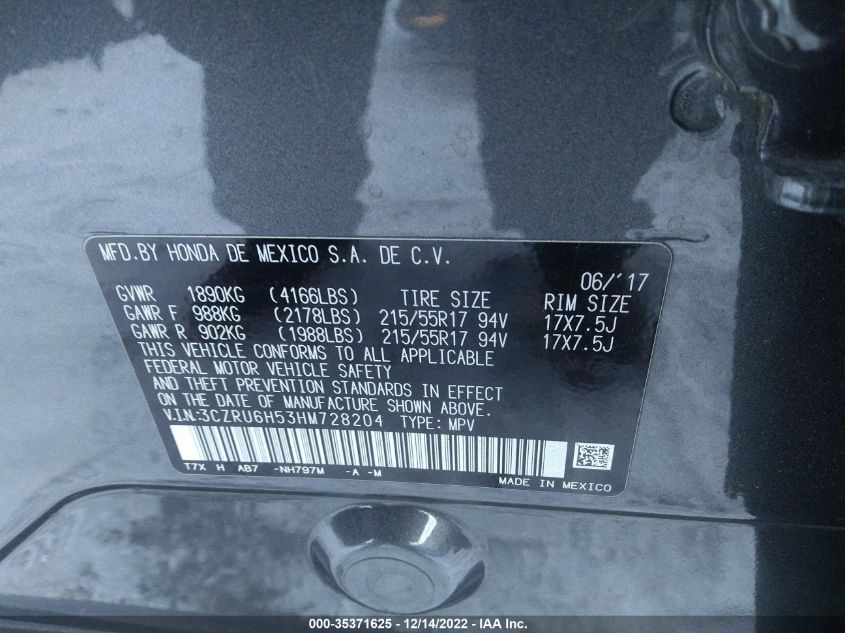 MFD.BY HONDA DE MEXICO S.A. DE C.V.
06/'17
GVWR 1890KG (4166LBS) TIRE SIZE RIM SIZE
GAWR F 988KG (2178LBS) 215/55R17 94V 17X7.5J
GAWR R 902KG (1988LBS) 215/55R17 94V 17X7.5J
THIS VEHICLE CONFORMS TO ALL APPLICABLE
FEDERAL MOTOR VEHICLE SAFETY
AND THEFT PREVENTION STANDARDS IN EFFECT
ON THE DATE OF MANUFACTURE SHOWN ABOVE.
V.I.N:3CZRU6H53HM728204 TYPE: MPV
T7X H AB7 -NH797M -A -M
MADE IN MEXICO
000-35371625 - 12/14/2022 - IAA Inc.